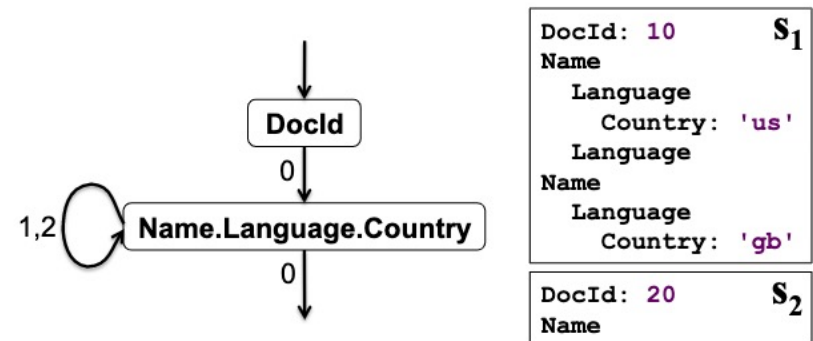 DocId
0
1,2
Name.Language.Country
0
DocId: 10 s1
Name
Language
Country: 'us'
Language
Name
Language
Country: 'gb'
DocId: 20 s2
Name